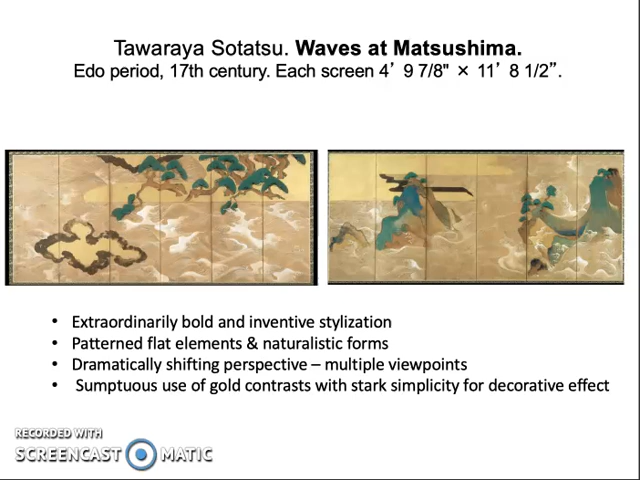 Tawaraya Sotatsu. Waves at Matsushima.
Edo period, 17th century. Each screen 4’ 9 7/8" × 11’ 8 1/2”.
• Extraordinarily bold and inventive stylization
• Patterned flat elements & naturalistic forms
• Dramatically shifting perspective – multiple viewpoints
• Sumptuous use of gold contrasts with stark simplicity for decorative effect
RECORDED WITH
SCREENCAST MATIC